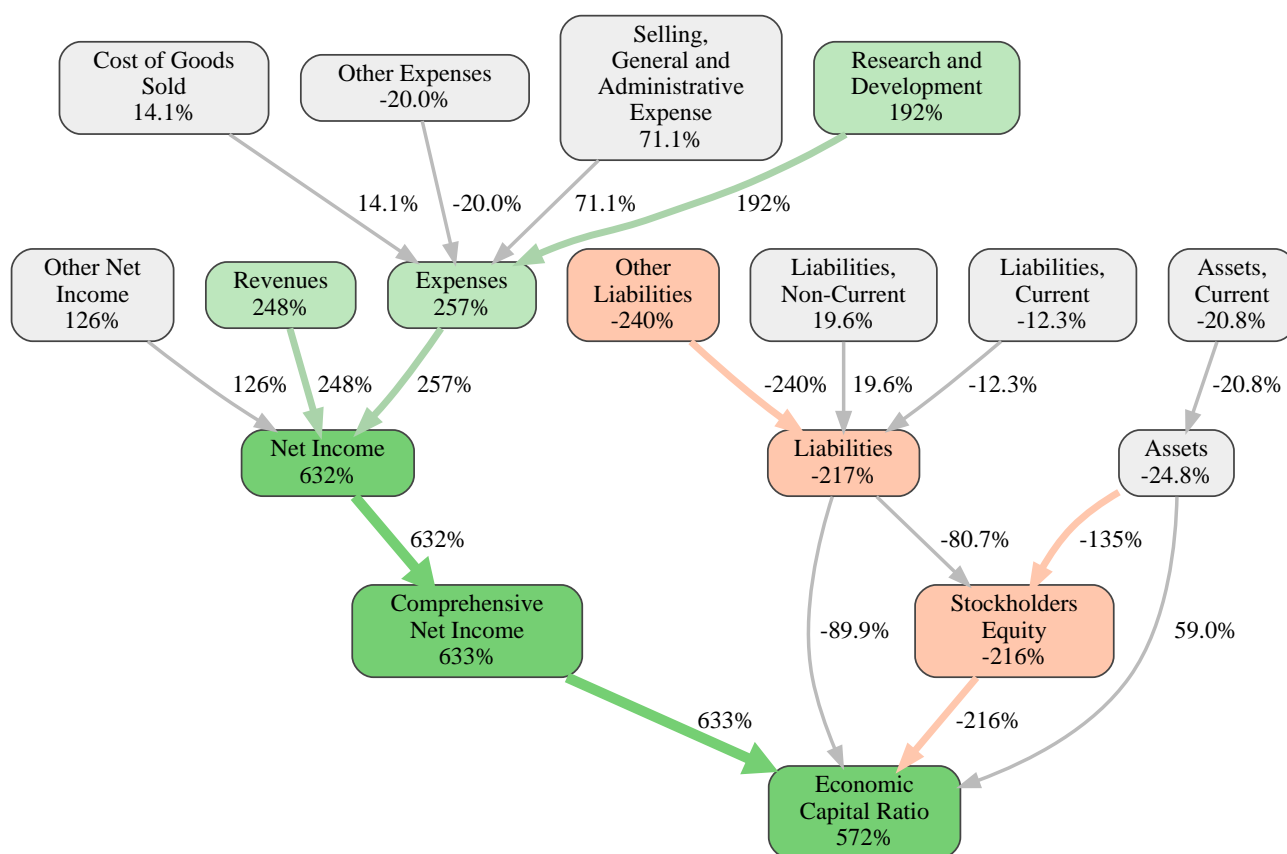 Cost of Goods
Sold
14.1%
Other Expenses
-20.0%
Selling,
General and
Administrative
Expense
71.1%
Research and
Development
192%
14.1%
-20.0%
71.1%
192%
Other Net
Income
126%
Revenues
248%
Expenses
257%
Other
Liabilities
-240%
Liabilities,
Non-Current
19.6%
Liabilities,
Current
-12.3%
Assets,
Current
-20.8%
126%
248%
257%
-240%
19.6%
-12.3%
-20.8%
Net Income
632%
Liabilities
-217%
Assets
-24.8%
632%
-80.7%
-135%
Comprehensive
Net Income
633%
-89.9%
Stockholders
Equity
-216%
59.0%
633%
-216%
Economic
Capital Ratio
572%